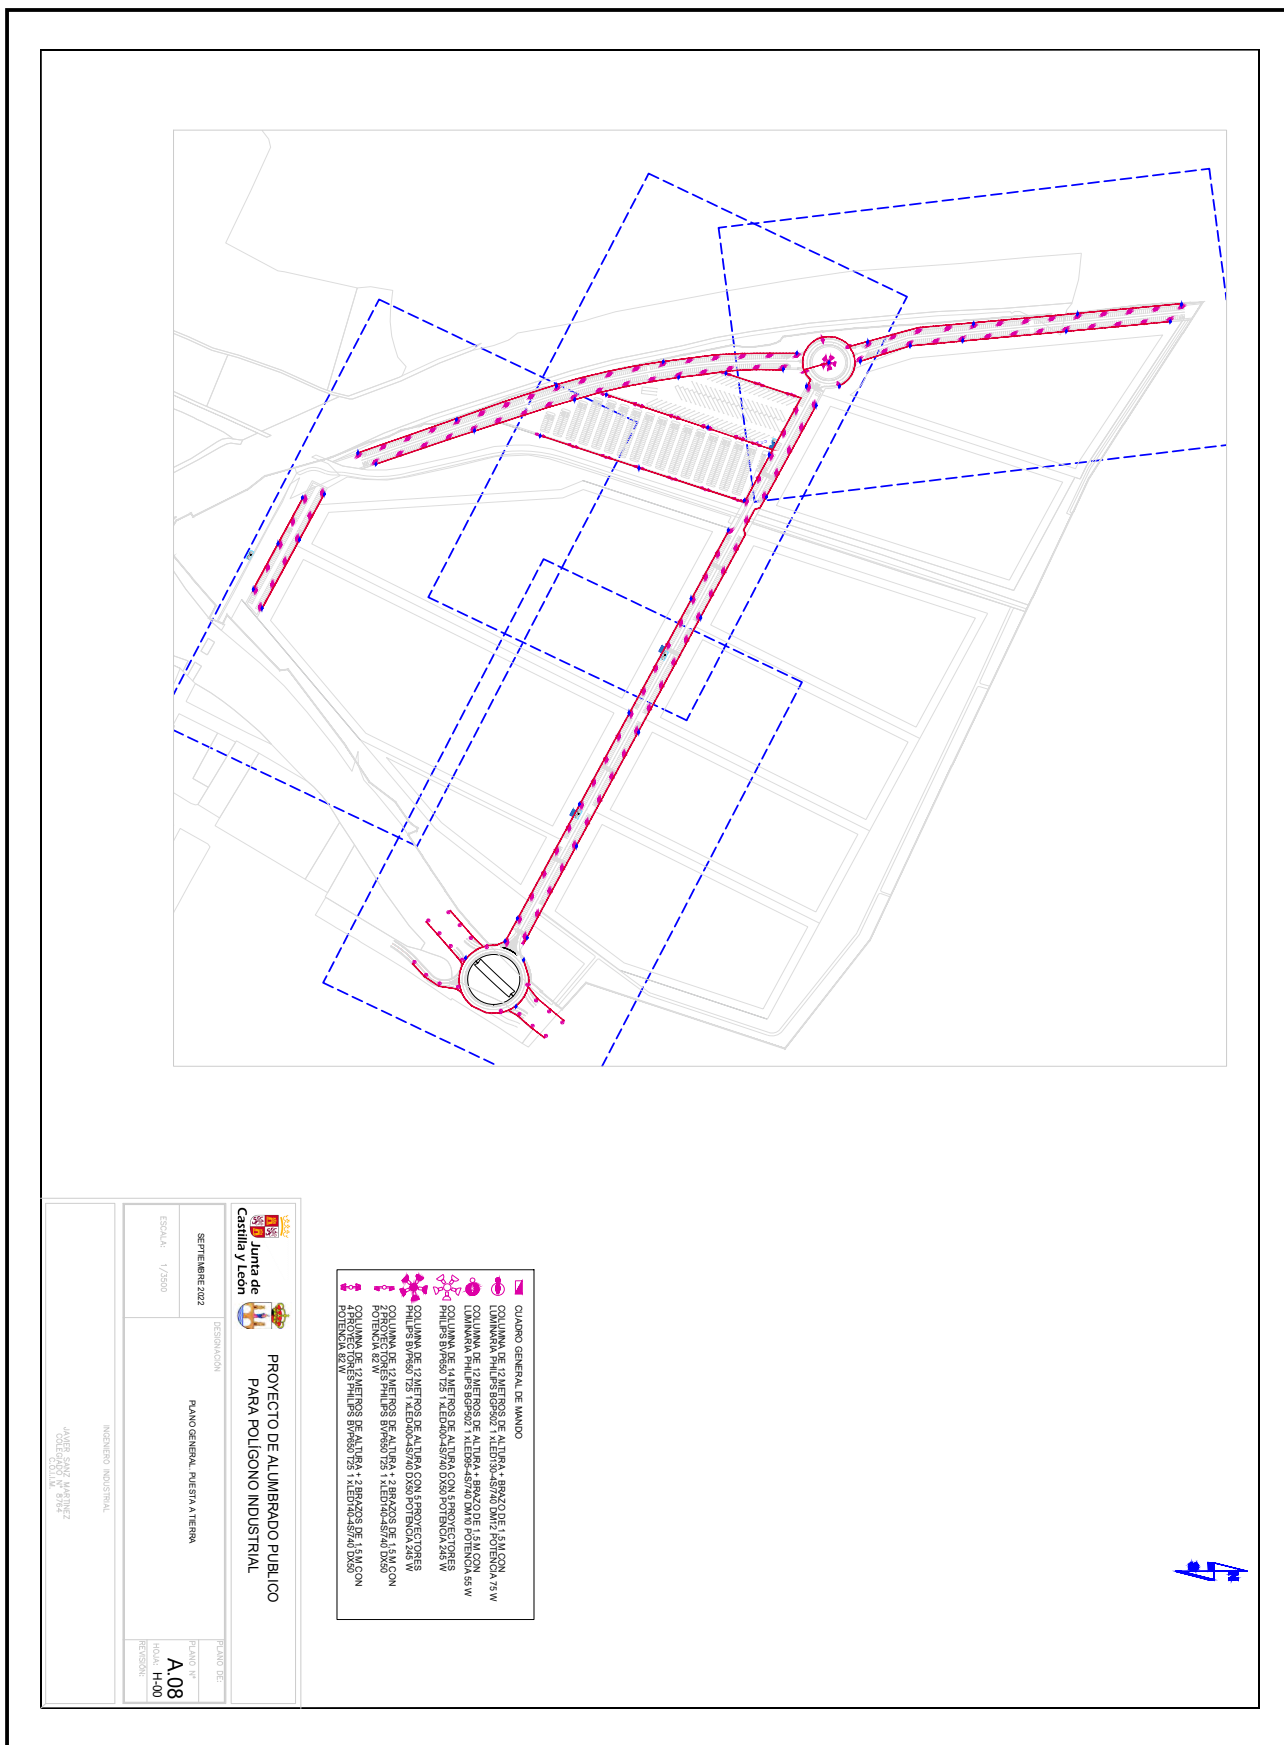 CUADRO GENERAL DE MANDO
COLUMNA DE 12 METROS DE ALTURA + BRAZO DE 1,5 M CON
LUMINARIA PHILIPS BGP502 1 xLED130-4S/740 DM12 POTENCIA 75 W
COLUMNA DE 12 METROS DE ALTURA + BRAZO DE 1,5 M CON
LUMINARIA PHILIPS BGP502 1 xLED95-4S/740 DM10 POTENCIA 55 W
COLUMNA DE 14 METROS DE ALTURA CON 5 PROYECTORES
PHILIPS BVP650 T25 1 xLED400-4S/740 DX50 POTENCIA 245 W
COLUMNA DE 12 METROS DE ALTURA CON 5 PROYECTORES
PHILIPS BVP650 T25 1 xLED400-4S/740 DX50 POTENCIA 245 W
COLUMNA DE 12 METROS DE ALTURA + 2 BRAZOS DE 1,5 M CON
2 PROYECTORES PHILIPS BVP650 T25 1 xLED140-4S/740 DX50
POTENCIA 82 W
COLUMNA DE 12 METROS DE ALTURA + 2 BRAZOS DE 1,5 M CON
4 PROYECTORES PHILIPS BVP650 T25 1 xLED140-4S/740 DX50
POTENCIA 82 W
Junta de
Castilla y León
PROYECTO DE ALUMBRADO PUBLICO
PARA POLÍGONO INDUSTRIAL
SEPTIEMBRE 2022
ESCALA: 1/3500
DESIGNACIÓN
PLANO GENERAL. PUESTA A TIERRA
PLANO DE:
PLANO Nº
A.08
HOJA: H-00
REVISIÓN:
INGENIERO INDUSTRIAL
JAVIER SANZ MARTINEZ
COLEGIADO Nº 8764
C.O.I.I.M.
N